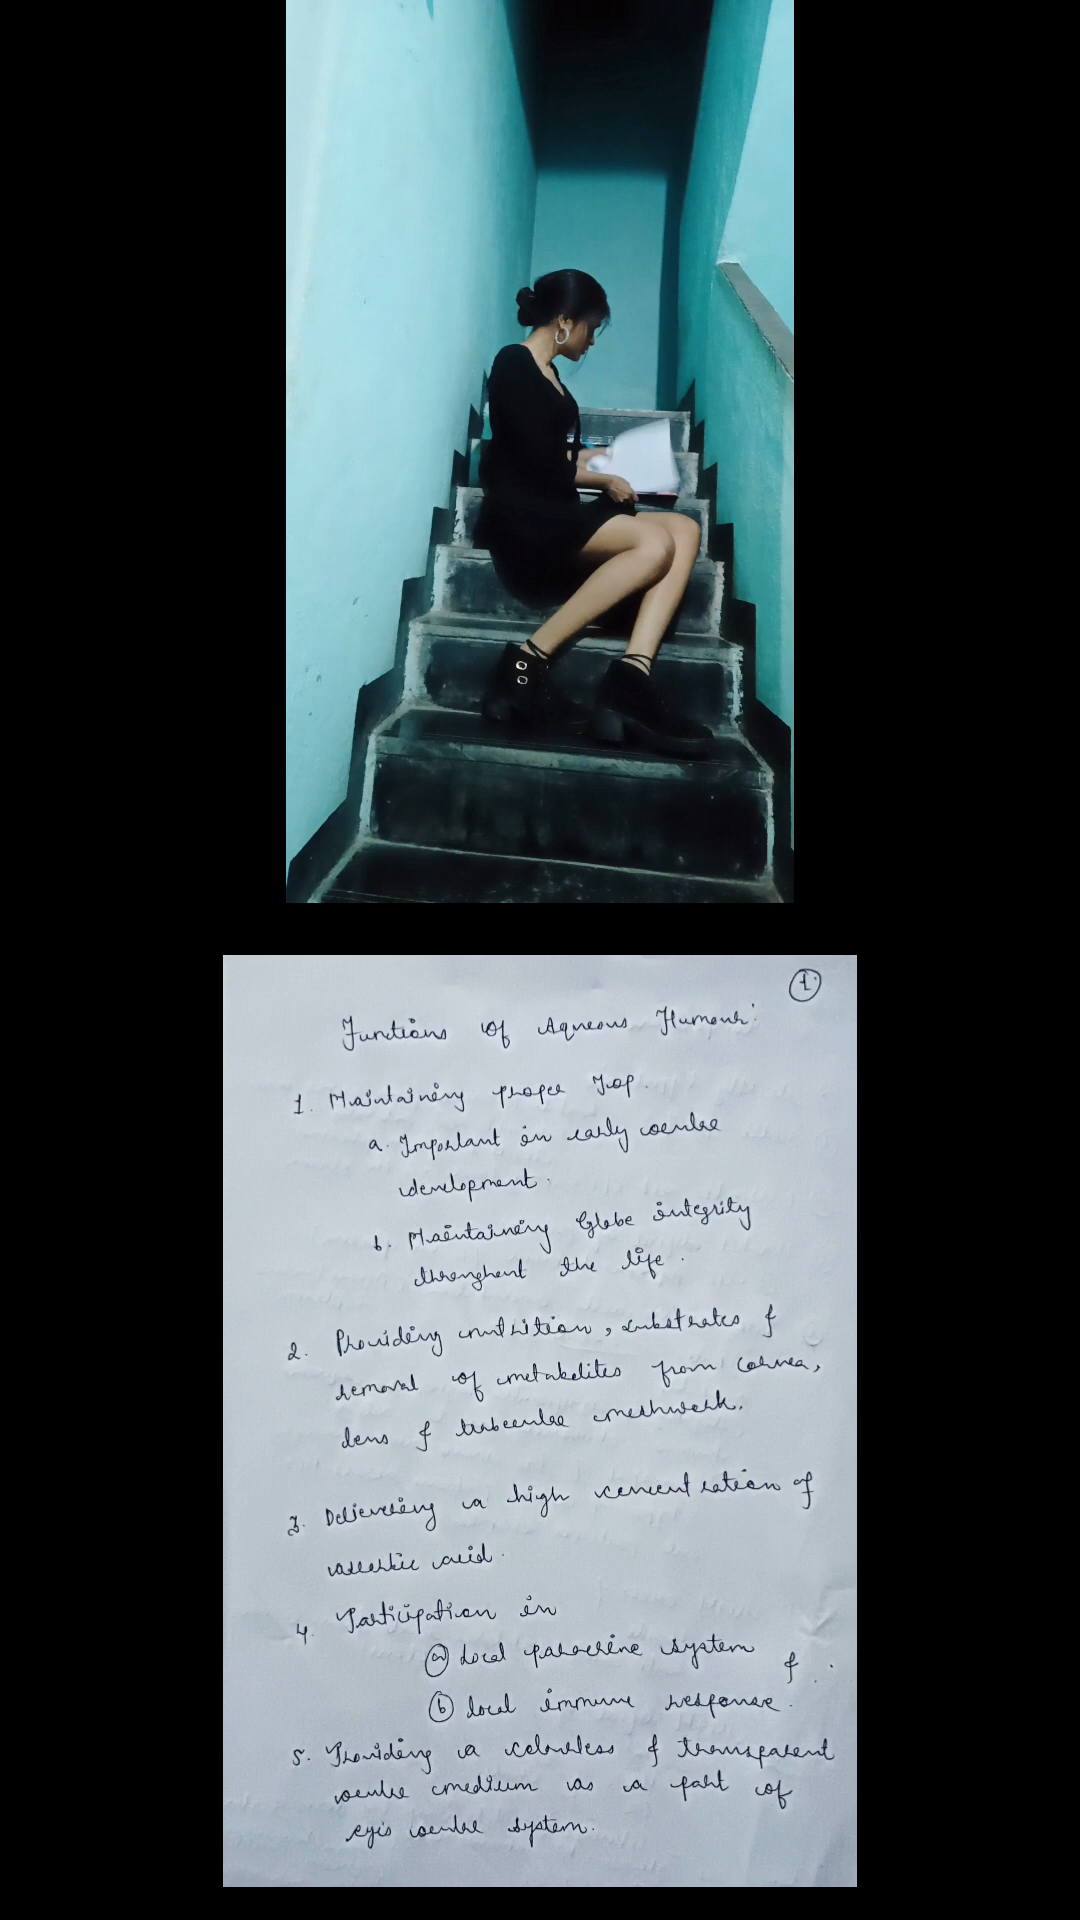 1.
Functions of Aqueous Humour:
1. Maintaining proper Iop.
a. Important in early ocular
development.
b. Maintaining Globe integrity
throughout the life.
2. Providing nutrition, substrates &
removal of metabolites from cornea,
lens & trabecular meshwork.
3. Delievering a high concentration of
ascorbic acid.
4. Participation in
(a) Local paracrine system &.
(b) local immune response.
5. Providing a colourless & transparent
ocular medium as a part of
eyis ocular system.